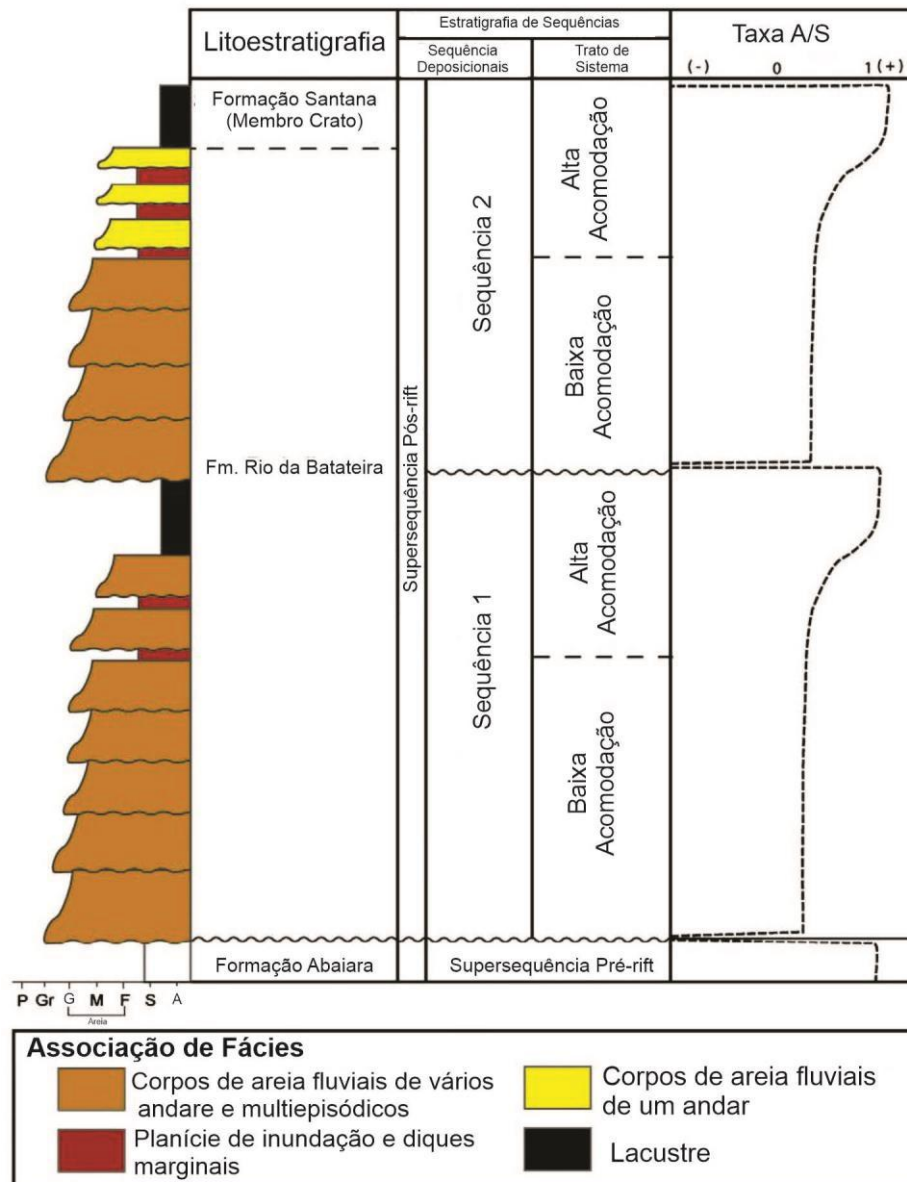 Litoestratigrafia
Estratigrafia de Sequências
Sequência
Deposicionais
Trato de
Sistema
Taxa A/S
(-) 0 1 (+)
Formação Santana
(Membro Crato)
Fm. Rio da Batateira
Formação Abaiara
Supersequência Pós-rift
Sequência 2
Sequência 1
Alta
Acomodação
Baixa
Acomodação
Alta
Acomodação
Baixa
Acomodação
Supersequência Pré-rift
P Gr G M F S A
Areia
Associação de Fácies
Corpos de areia fluviais de vários
andare e multiepisódicos
Planície de inundação e diques
marginais
Corpos de areia fluviais
de um andar
Lacustre